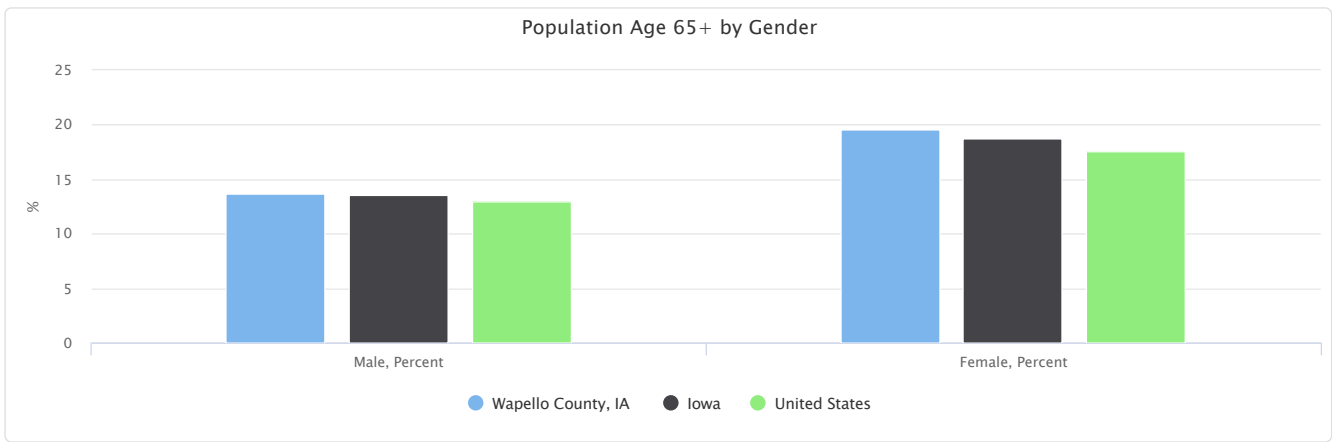 Population Age 65+ by Gender
25
20
15
10
5
0
%
Male, Percent
Female, Percent
Wapello County, IA
Iowa
United States